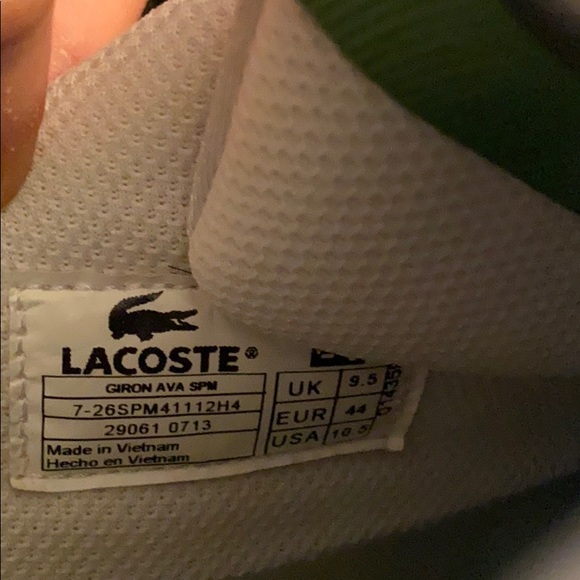 LACOSTE®
GIRON AVA SPM
7-26SPM41112H4
29061 0713
Made in Vietnam
Hecho en Vietnam
UK 9.5
EUR 44
USA 10.5